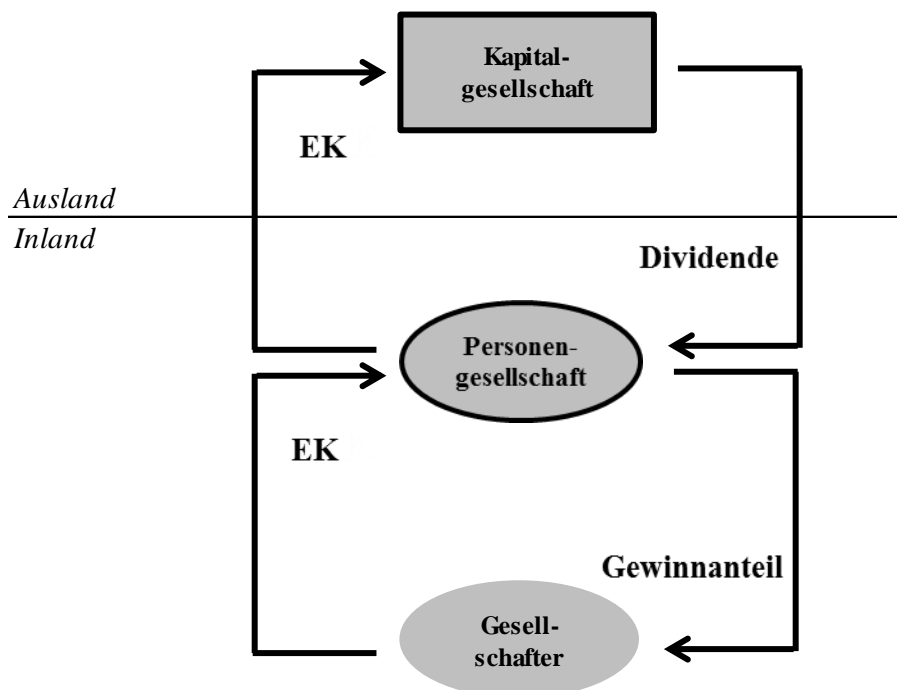 Kapital-
gesellschaft
EK
Ausland
Inland
Dividende
Personen-
gesellschaft
EK
Gewinnanteil
Gesell-
schafter